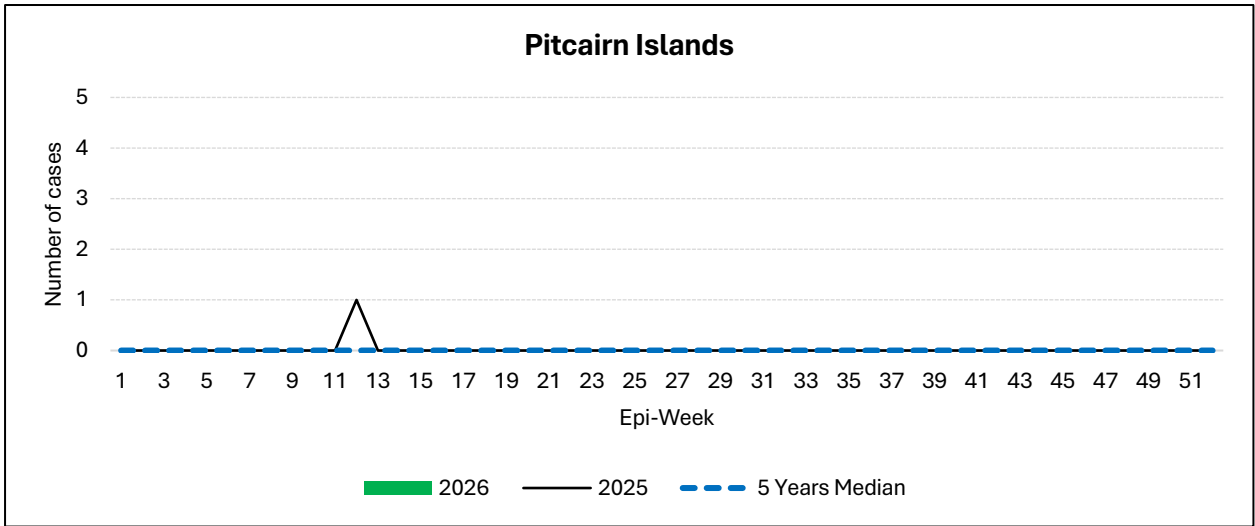 Pitcairn Islands
5
4
3
2
1
0
Number of cases
1 3 5 7 9 11 13 15 17 19 21 23 25 27 29 31 33 35 37 39 41 43 45 47 49 51
Epi-Week
2026 2025 5 Years Median